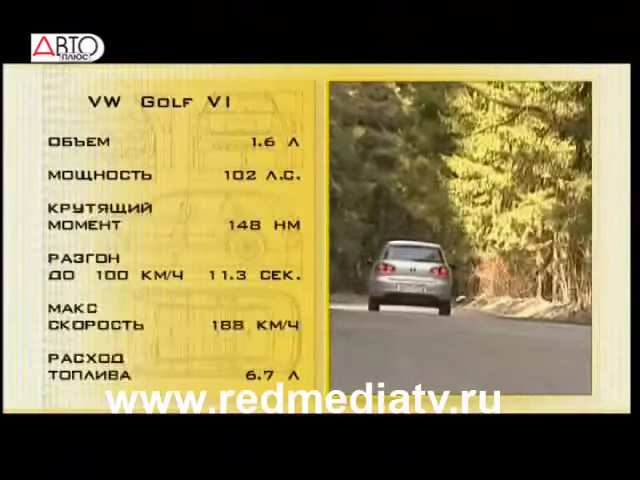 АВТО
ПЛЮС
VW Golf VI
ОБЪЕМ 1.6 Л
МОЩНОСТЬ 102 Л.С.
КРУТЯЩИЙ
МОМЕНТ 148 НМ
РАЗГОН
ДО 100 КМ/Ч 11.3 СЕК.
МАКС
СКОРОСТЬ 188 КМ/Ч
РАСХОД
ТОПЛИВА 6.7 Л
www.redmediatv.ru